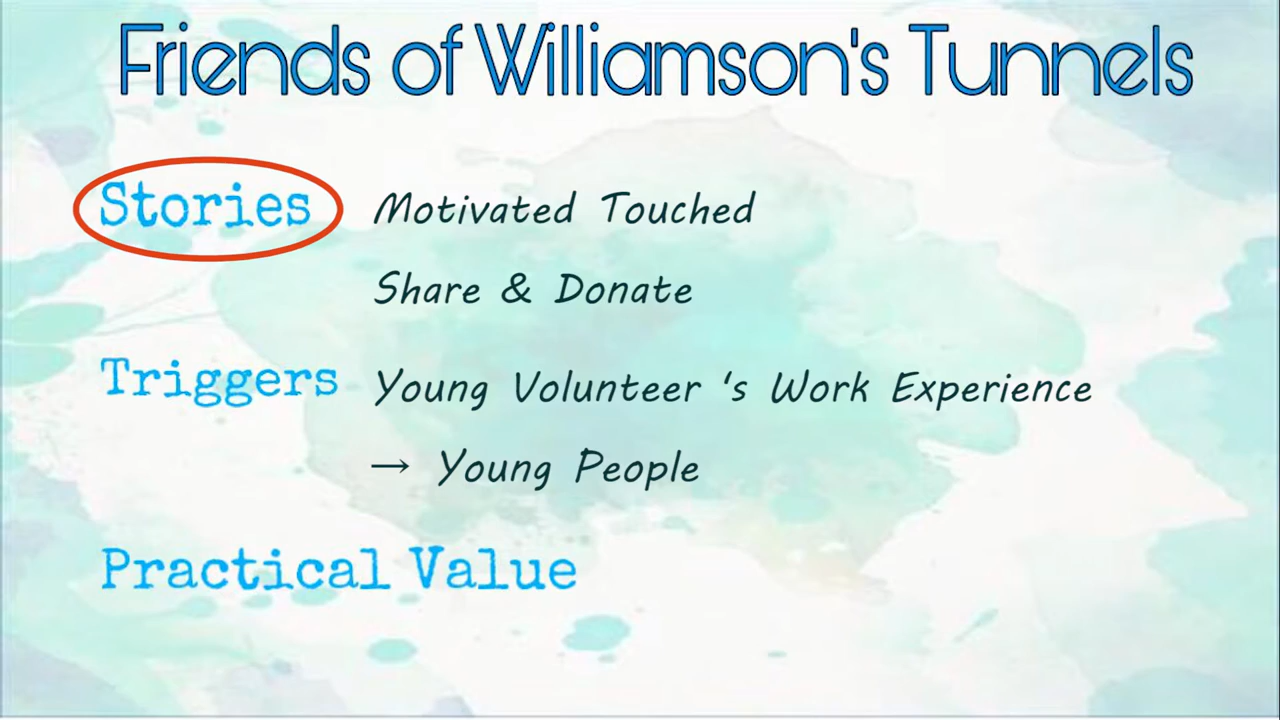 Friends of Williamson's Tunnels
Stories Motivated Touched
Share & Donate
Triggers Young Volunteer 's Work Experience
→ Young People
Practical Value